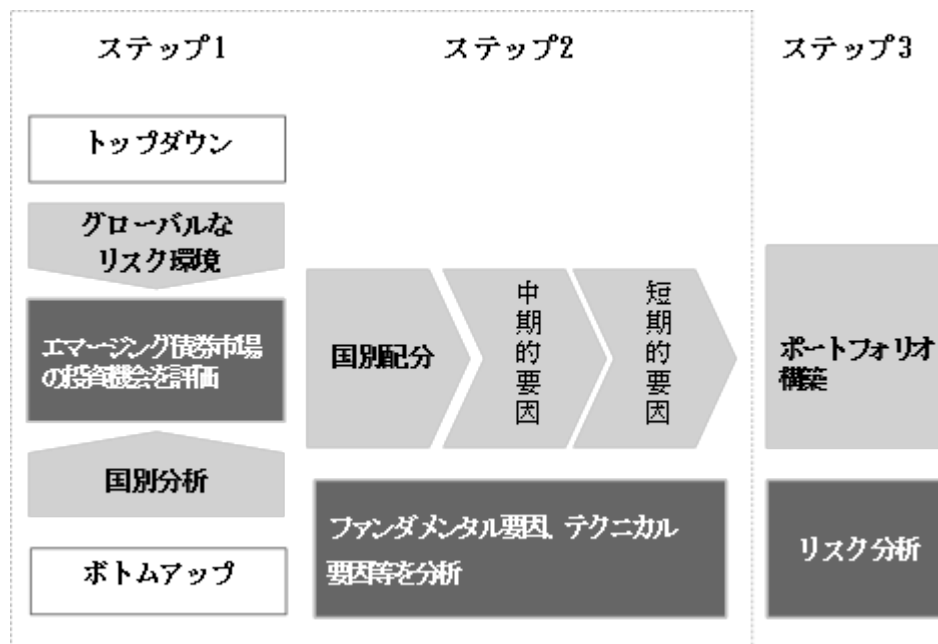 ステップ1
トップダウン
グローバルな
リスク環境
エマージング債券市場
の投資機会を評価
国別分析
ボトムアップ
ステップ2
国別配分
中期的要因
短期的要因
ファンダメンタル要因、テクニカル
要因等を分析
ステップ3
ポートフォリオ
構築
リスク分析